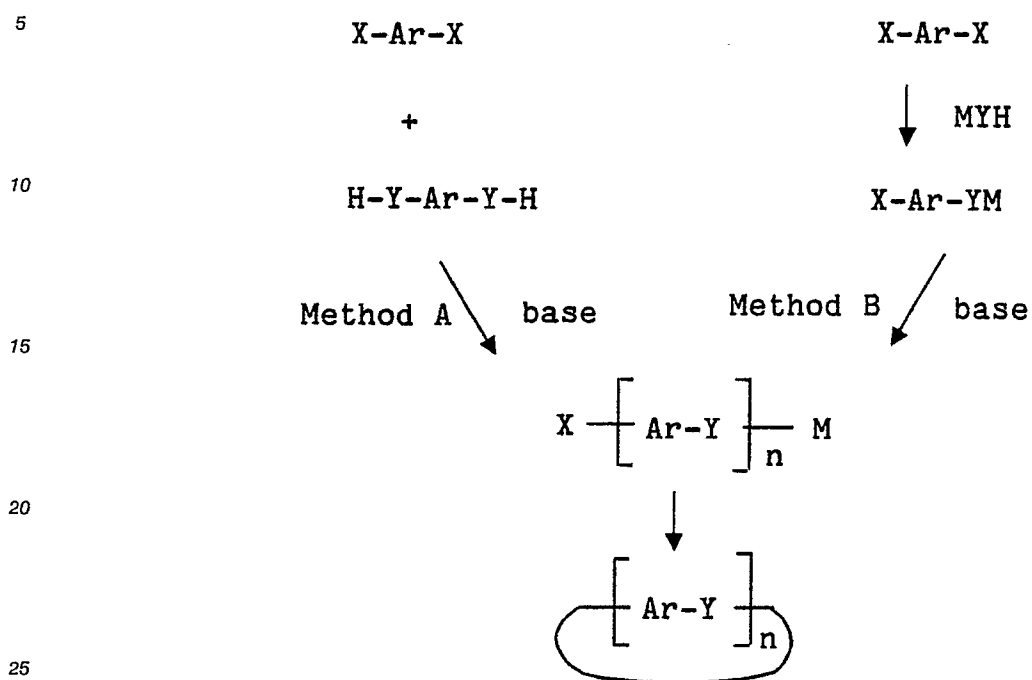 5
X-Ar-X X-Ar-X
+ MYH
10
H-Y-Ar-Y-H X-Ar-YM
Method A base Method B base
15
X [ Ar-Y ]n M
20
[ Ar-Y ]n
25